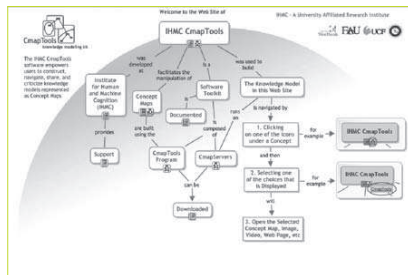 Welcome to the Web Site of
IHMC CmapTools
IHMC - A University Affiliated Research Institute
CmapTools
knowledge modeling kit
FAU
UCF
The IHMC CmapTools
software empowers
users to construct,
navigate, share, and
criticize knowledge
models represented
as Concept Maps.
was
developed
as
facilitates the
manipulation of
is a
was used to
build
Institute
for Human
and Machine
Cognition
(IHMC)
Concept
Maps
Software
Toolkit
The Knowledge Model
in this Web Site
is
Documented
runs
on
is navigated by
provides
are built
using the
is
composed
of
1. Clicking
on one of the icons
under a Concept
for
example
IHMC CmapTools
Support
CmapTools
Program
CmapServers
and then
2. Selecting one
of the choices that
is Displayed
for
example
IHMC CmapTools
can be
will
Downloaded
3. Open the Selected
Concept Map, Image,
Video, Web Page, etc